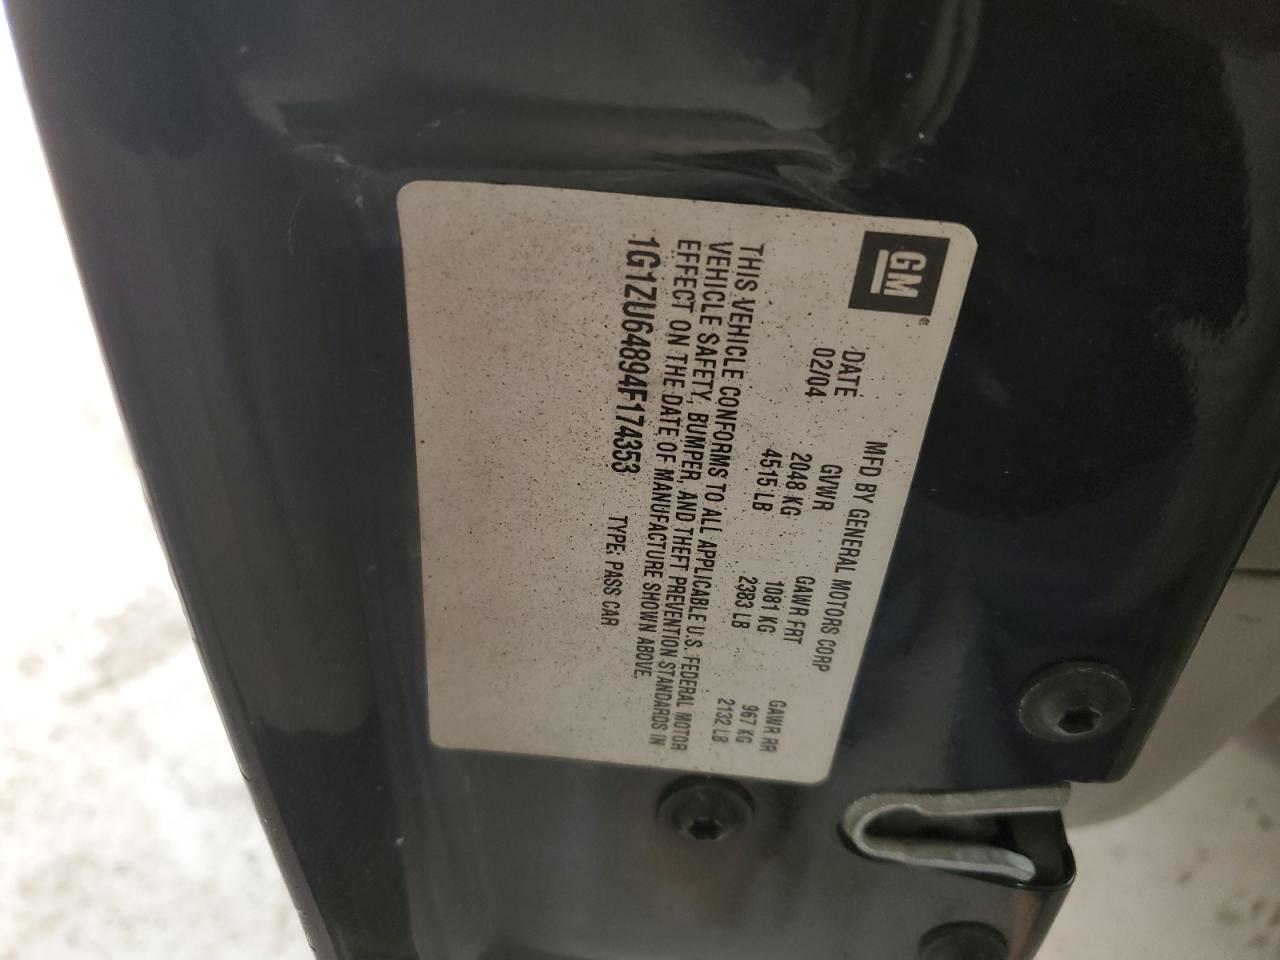 GM
MFD BY GENERAL MOTORS CORP
DATE GVWR GAWR FRT GAWR RR
02/04 2048 KG 1081 KG 967 KG
4515 LB 2383 LB 2132 LB
THIS VEHICLE CONFORMS TO ALL APPLICABLE U.S. FEDERAL MOTOR
VEHICLE SAFETY, BUMPER, AND THEFT PREVENTION STANDARDS IN
EFFECT ON THE DATE OF MANUFACTURE SHOWN ABOVE.
1G1ZU64894F174353 TYPE: PASS CAR